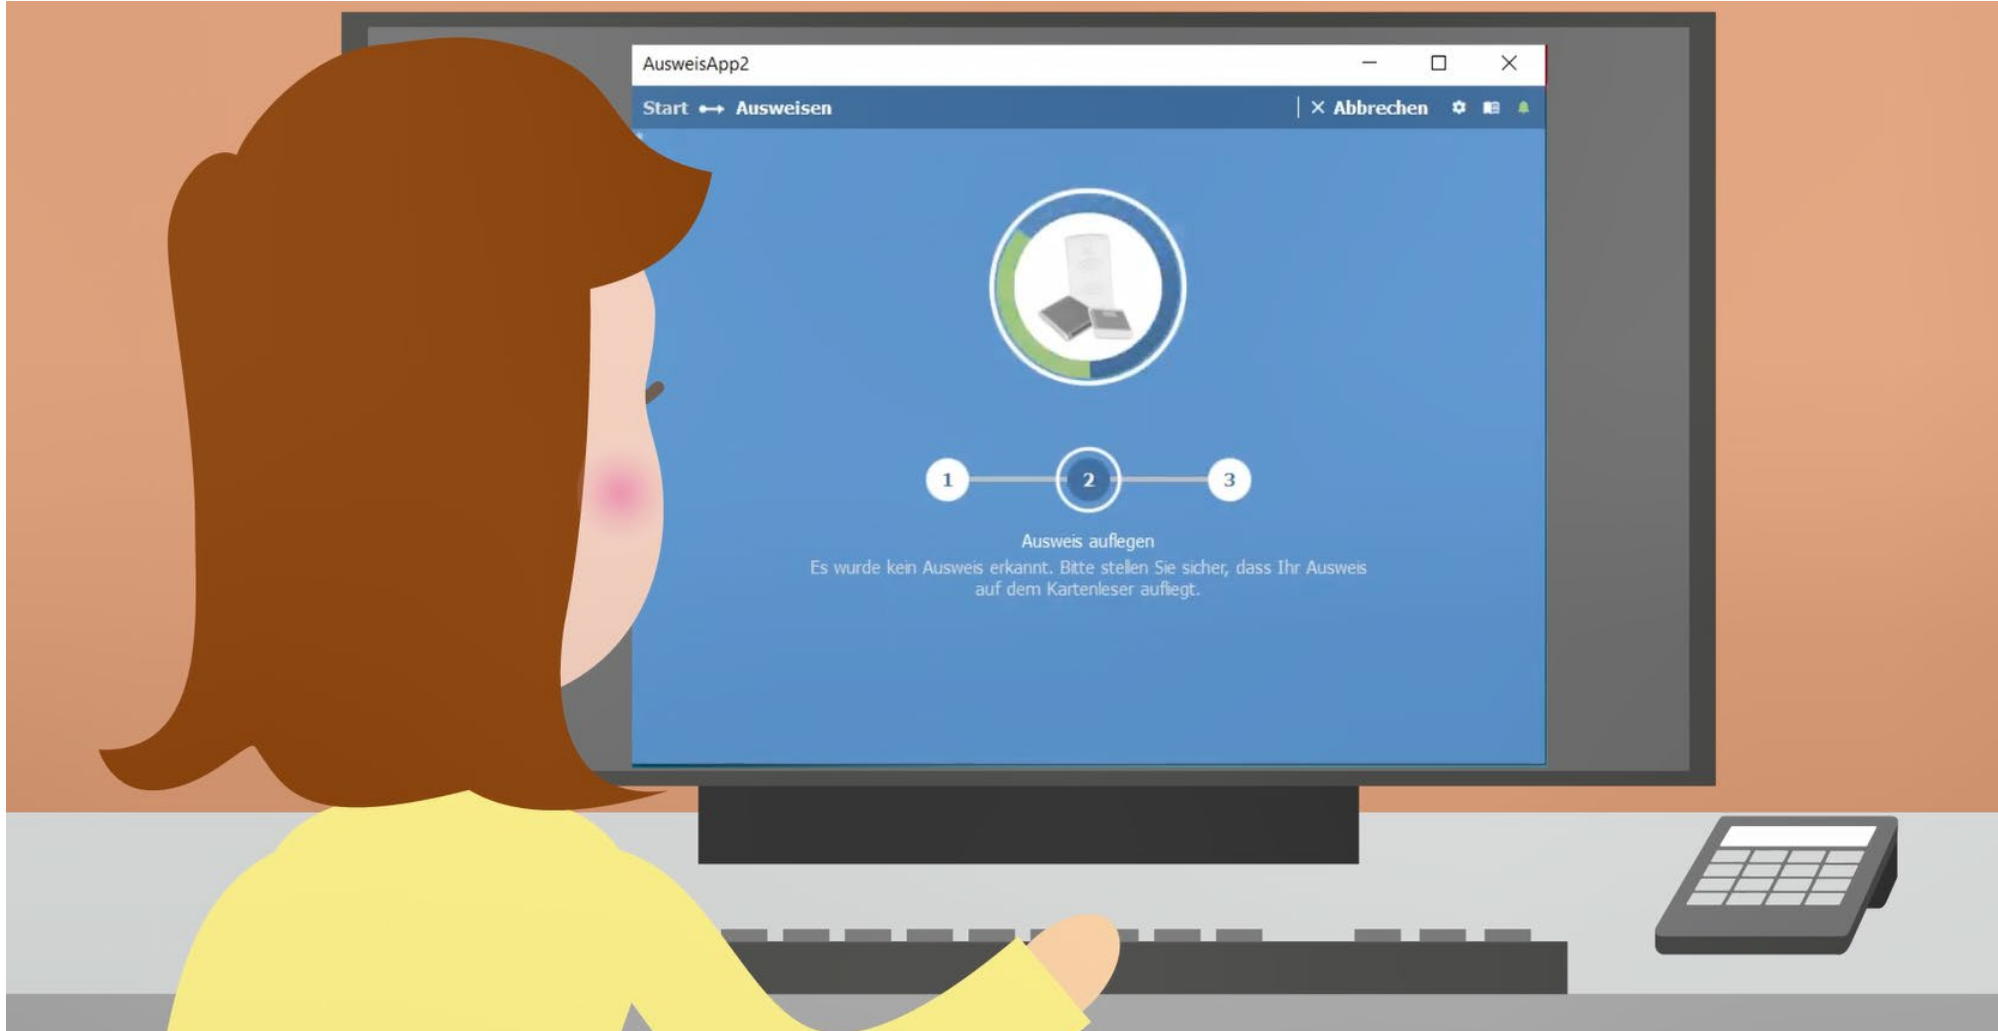 AusweisApp2
Start Ausweisen Abbrechen
1 2 3
Ausweis auflegen
Es wurde kein Ausweis erkannt. Bitte stellen Sie sicher, dass Ihr Ausweis
auf dem Kartenleser aufliegt.